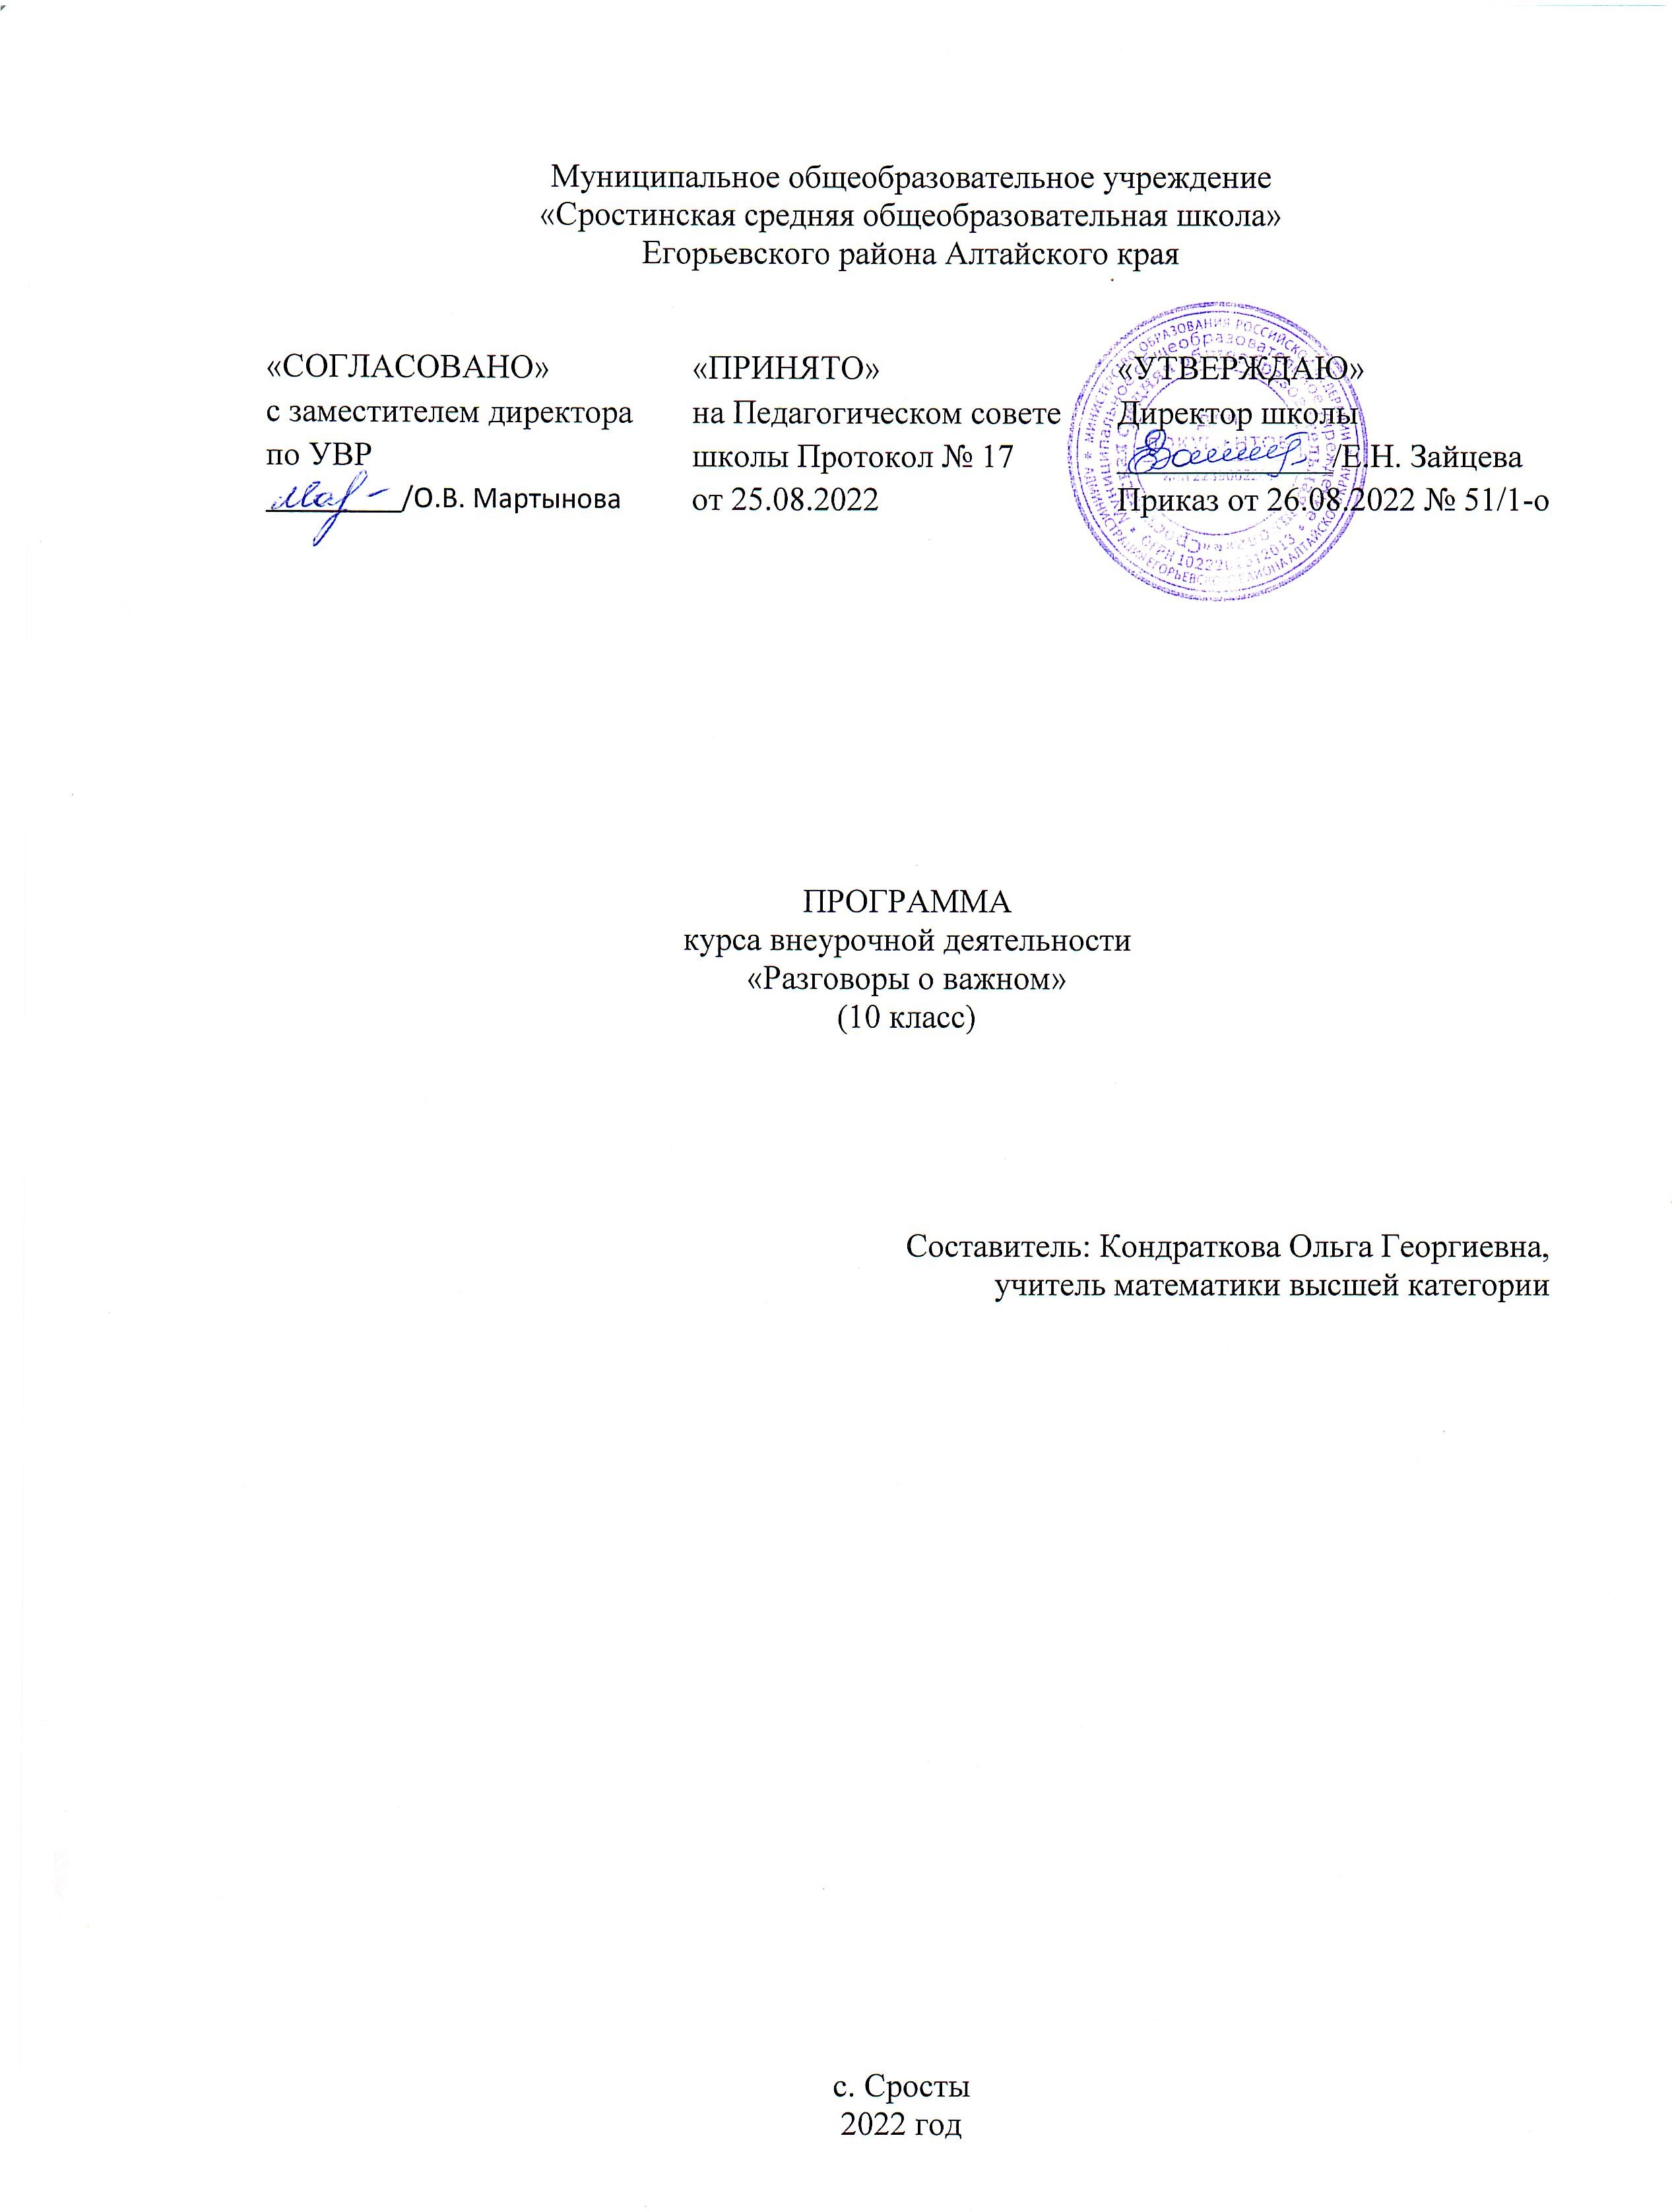 Муниципальное общеобразовательное учреждение
«Сростинская средняя общеобразовательная школа»
Егорьевского района Алтайского края
«СОГЛАСОВАНО»
с заместителем директора
по УВР
/О.В. Мартынова
«ПРИНЯТО»
на Педагогическом совете
школы Протокол № 17
от 25.08.2022
«УТВЕРЖДАЮ»
Директор школы
/Е.Н. Зайцева
Приказ от 26.08.2022 № 51/1-о
ПРОГРАММА
курса внеурочной деятельности
«Разговоры о важном»
(10 класс)
Составитель: Кондраткова Ольга Георгиевна,
учитель математики высшей категории
с. Сросты
2022 год